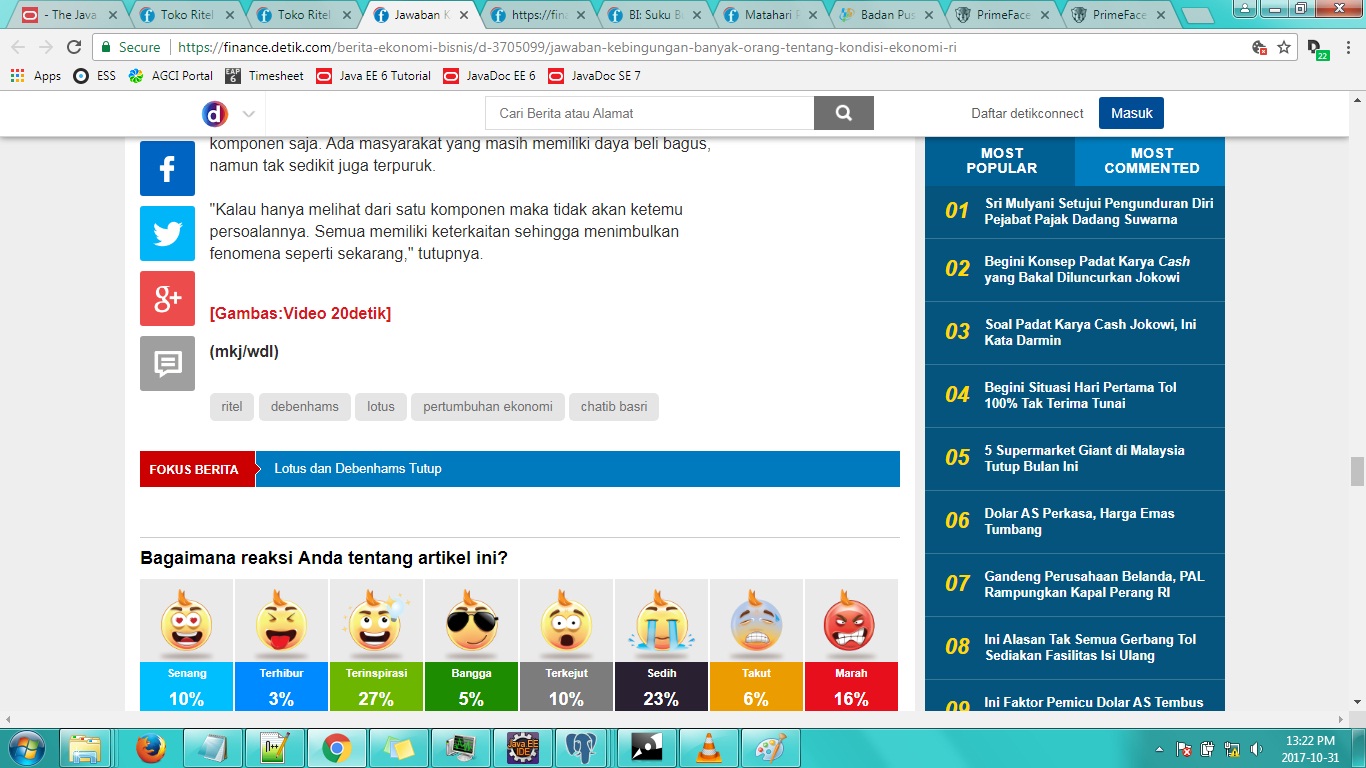 - The Java
Toko Ritel
Toko Ritel
Jawaban K
https://fina
BI: Suku B
Matahari
Badan Pus
PrimeFace
PrimeFace
Secure
https://finance.detik.com/berita-ekonomi-bisnis/d-3705099/jawaban-kebingungan-banyak-orang-tentang-kondisi-ekonomi-ri
22
Apps
ESS
AGCI Portal
EAP 6
Timesheet
Java EE 6 Tutorial
JavaDoc EE 6
JavaDoc SE 7
d
Cari Berita atau Alamat
Daftar detikconnect
Masuk
komponen saja. Ada masyarakat yang masih memiliki daya beli bagus,
namun tak sedikit juga terpuruk.
"Kalau hanya melihat dari satu komponen maka tidak akan ketemu
persoalannya. Semua memiliki keterkaitan sehingga menimbulkan
fenomena seperti sekarang," tutupnya.
[Gambas:Video 20detik]
(mkj/wdl)
ritel
debenhams
lotus
pertumbuhan ekonomi
chatib basri
FOKUS BERITA
Lotus dan Debenhams Tutup
Bagaimana reaksi Anda tentang artikel ini?
Senang
10%
Terhibur
3%
Terinspirasi
27%
Bangga
5%
Terkejut
10%
Sedih
23%
Takut
6%
Marah
16%
f
g+
MOST
POPULAR
MOST
COMMENTED
01
Sri Mulyani Setujui Pengunduran Diri
Pejabat Pajak Dadang Suwarna
02
Begini Konsep Padat Karya Cash
yang Bakal Diluncurkan Jokowi
03
Soal Padat Karya Cash Jokowi, Ini
Kata Darmin
04
Begini Situasi Hari Pertama Tol
100% Tak Terima Tunai
05
5 Supermarket Giant di Malaysia
Tutup Bulan Ini
06
Dolar AS Perkasa, Harga Emas
Tumbang
07
Gandeng Perusahaan Belanda, PAL
Rampungkan Kapal Perang RI
08
Ini Alasan Tak Semua Gerbang Tol
Sediakan Fasilitas Isi Ulang
09
Ini Faktor Pemicu Dolar AS Tembus
Java EE
IDE
13:22 PM
2017-10-31